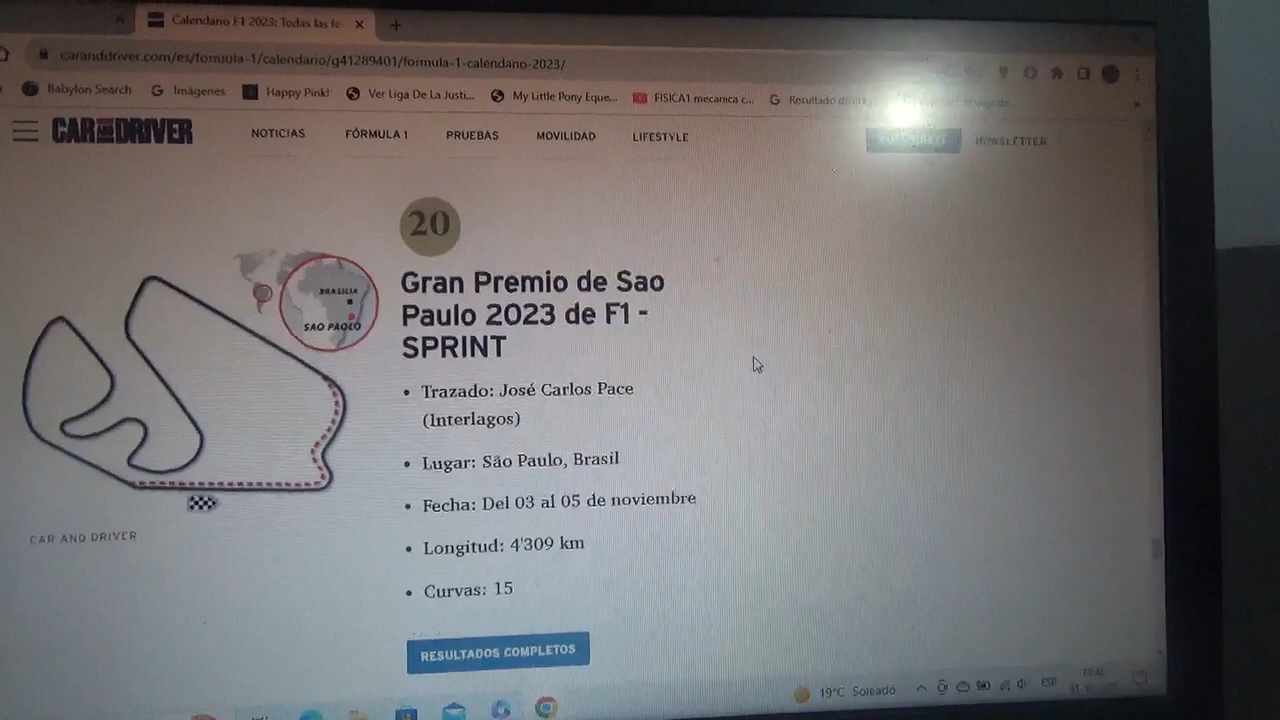 Calendario F1 2023: Todas las fe
caranddriver.com/es/formula-1/calendario/g41289401/formula-1-calendario-2023/
Babylon Search
Imágenes
Happy Pink!
Ver Liga De La Justi...
My Little Pony Eque...
FISICA1 mecanica c...
Resultado de
CAR AND DRIVER
NOTICIAS
FÓRMULA 1
PRUEBAS
MOVILIDAD
LIFESTYLE
NEWSLETTER
20
Gran Premio de Sao
Paulo 2023 de F1 -
SPRINT
BRASILIA
SAO PAOLO
• Trazado: José Carlos Pace
(Interlagos)
• Lugar: São Paulo, Brasil
• Fecha: Del 03 al 05 de noviembre
• Longitud: 4'309 km
• Curvas: 15
CAR AND DRIVER
RESULTADOS COMPLETOS
19°C Soleado
ESP